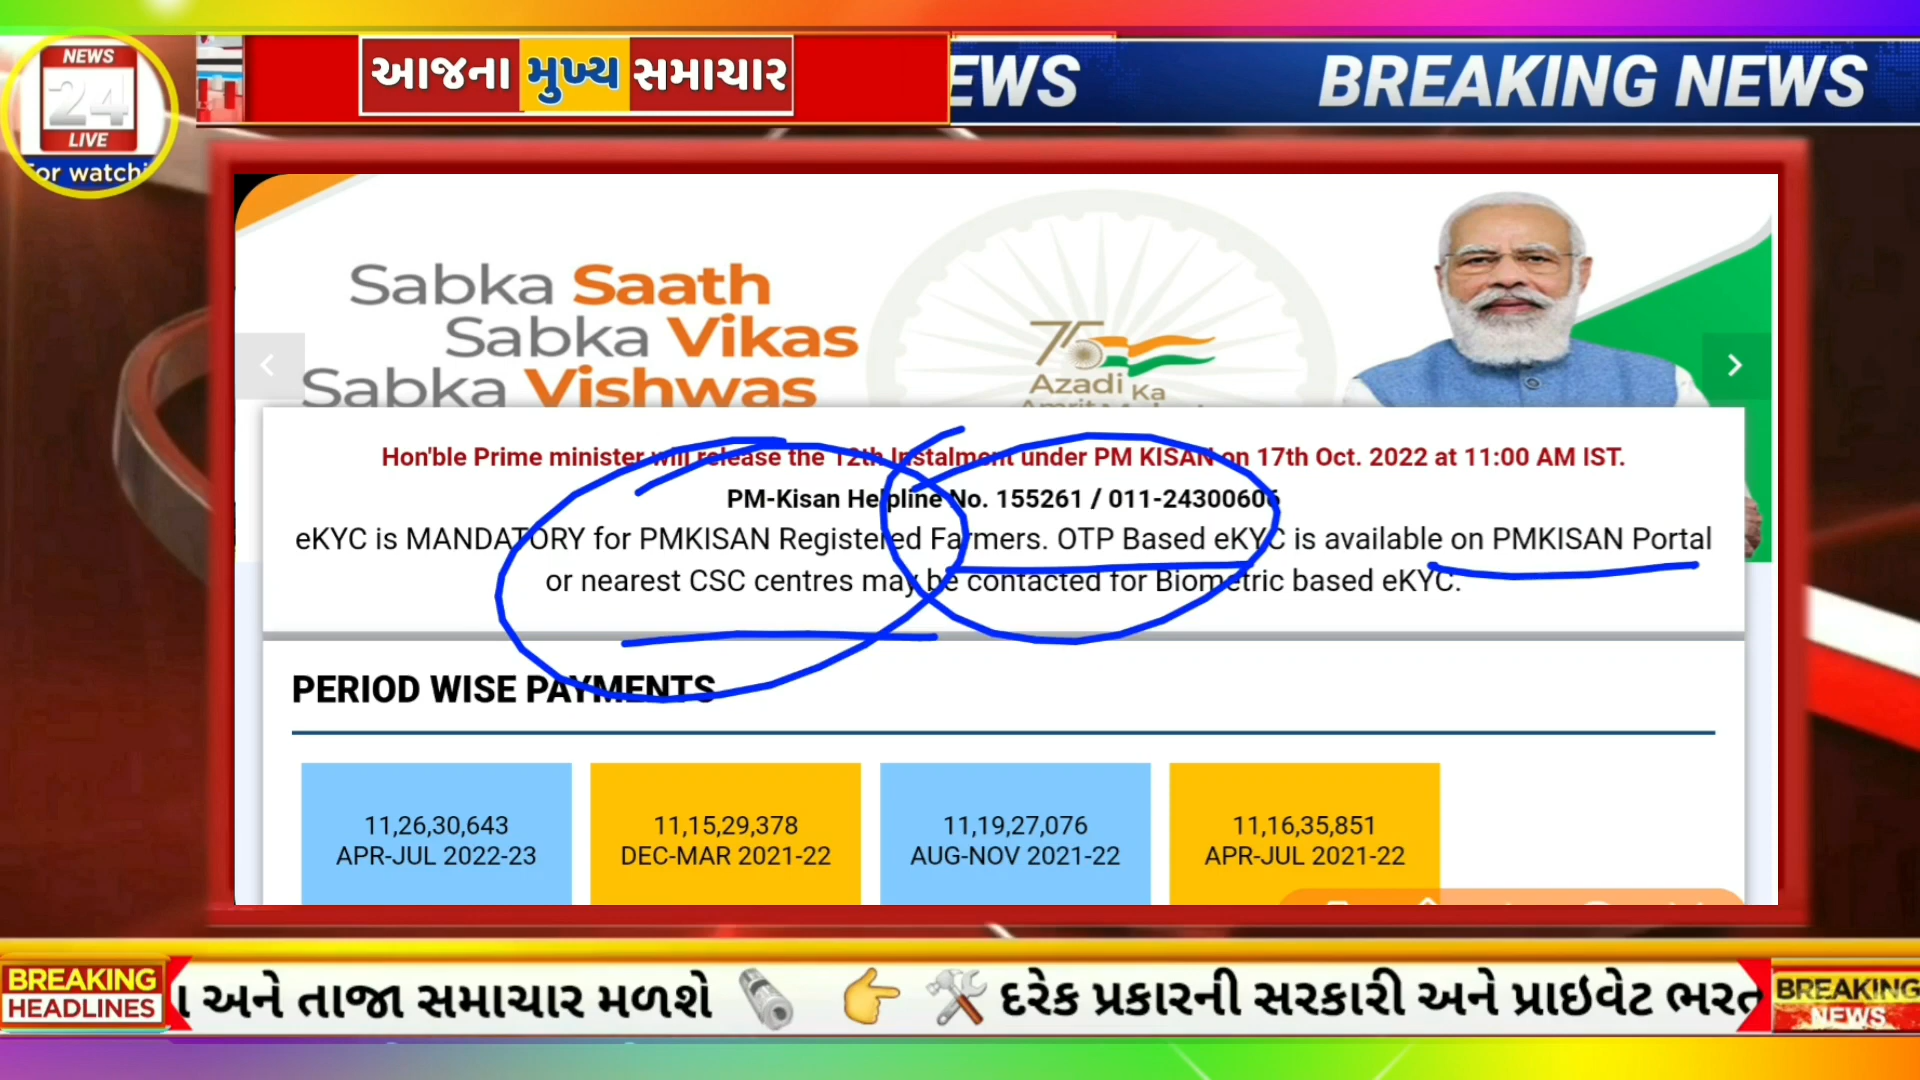 NEWS
24
LIVE
આજના મુખ્ય સમાચાર
EWS
BREAKING NEWS
or watchi
Sabka Saath
Sabka Vikas
Sabka Vishwas
75
Azadi Ka
Amrit
Hon'ble Prime minister will release the 12th Instalment under PM KISAN on 17th Oct. 2022 at 11:00 AM IST.
PM-Kisan Helpline No. 155261 / 011-24300606
eKYC is MANDATORY for PMKISAN Registered Farmers. OTP Based eKYC is available on PMKISAN Portal
or nearest CSC centres may be contacted for Biometric based eKYC.
PERIOD WISE PAYMENTS
11,26,30,643
APR-JUL 2022-23
11,15,29,378
DEC-MAR 2021-22
11,19,27,076
AUG-NOV 2021-22
11,16,35,851
APR-JUL 2021-22
BREAKING
HEADLINES
અને તાજા સમાચાર મળશે દરેક પ્રકારની સરકારી અને પ્રાઇવેટ ભરત
BREAKING
NEWS